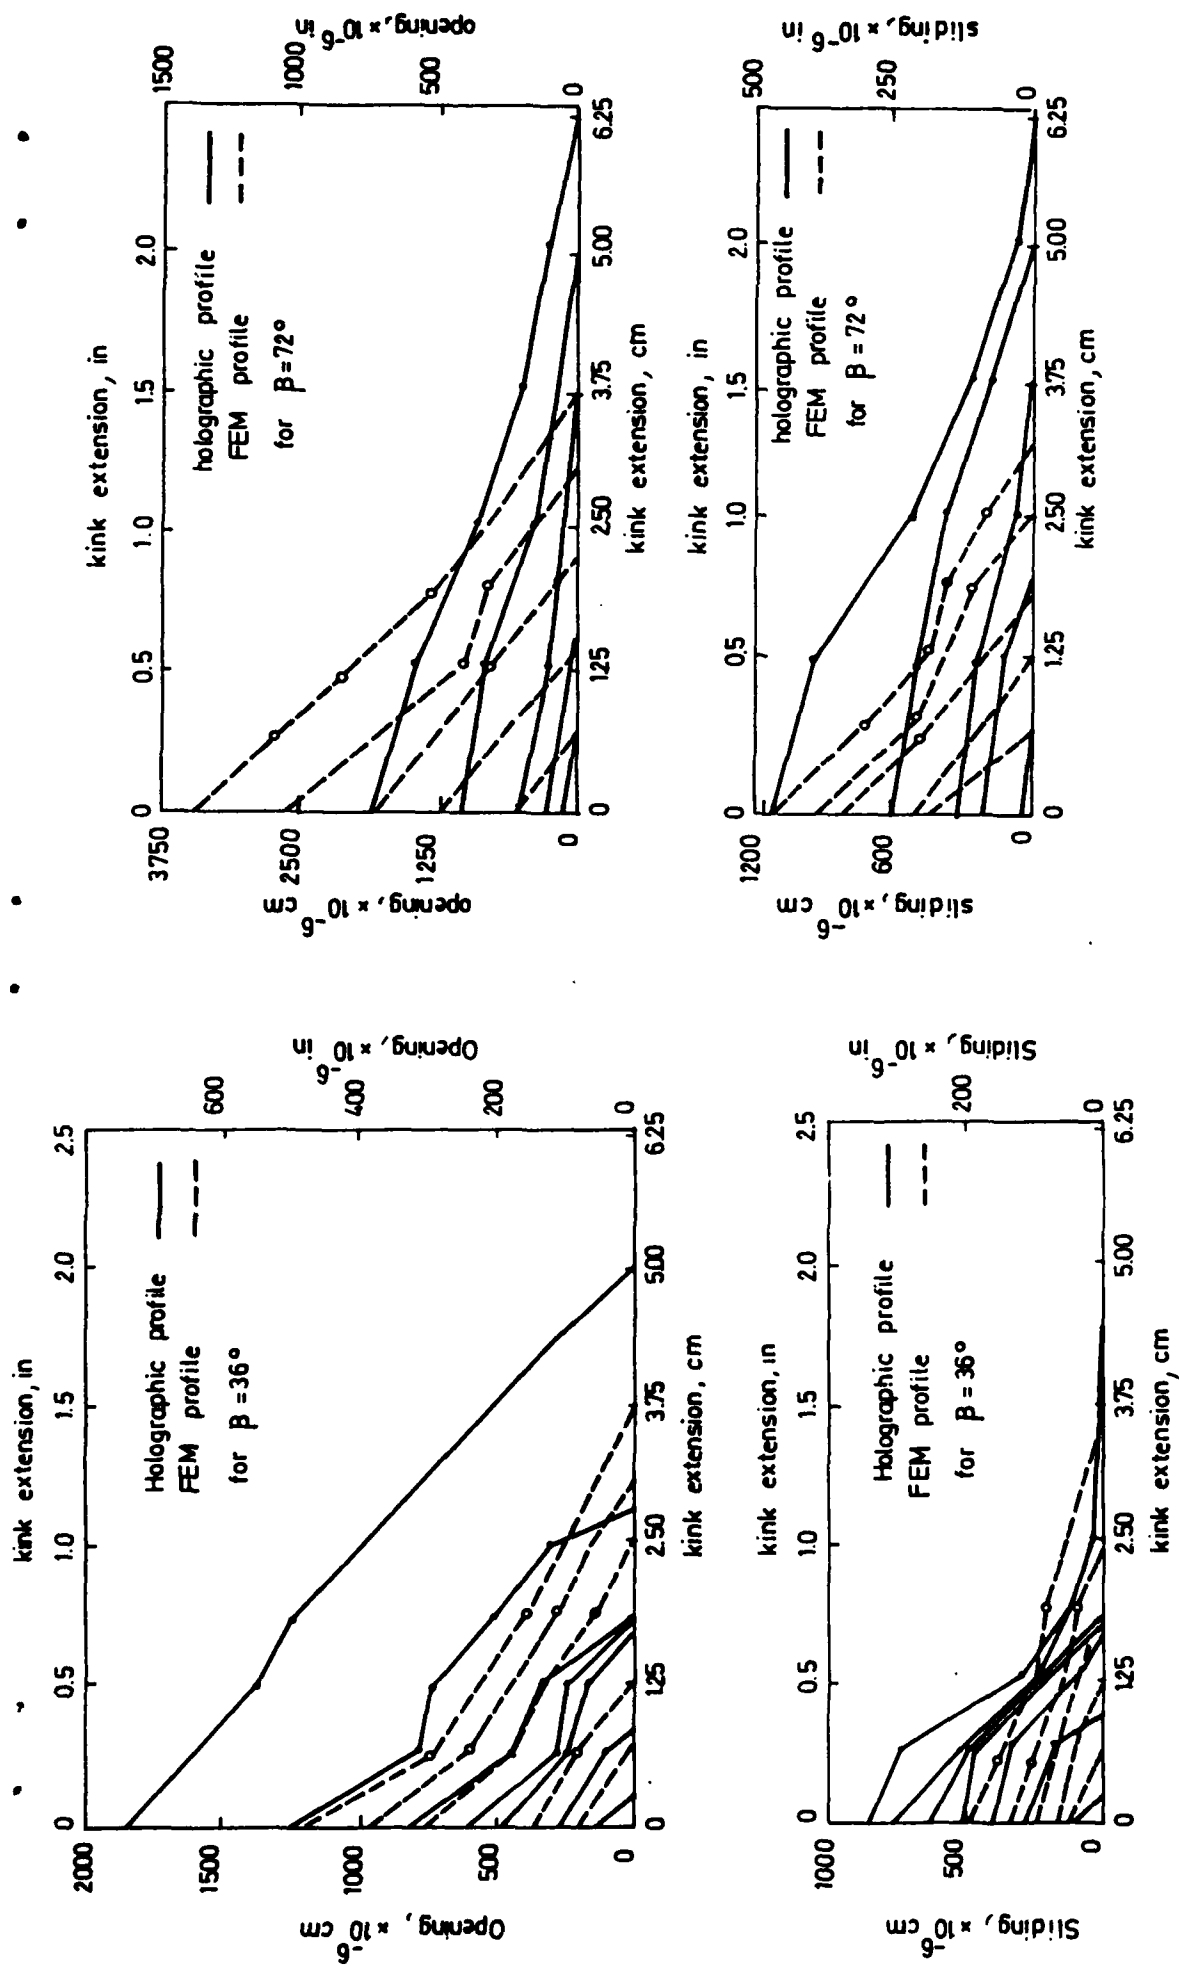 kink extension, in
0 0.5 1.0 1.5 2.0 2.5
2000
1500
1000
500
0
Opening, × 10⁻⁶ cm
Holographic profile
FEM profile
for β = 36°
600
400
200
0
Opening, × 10⁻⁶ in
0 1.25 2.50 3.75 5.00 6.25
kink extension, cm
kink extension, in
0 0.5 1.0 1.5 2.0 2.5
1000
500
0
Sliding, × 10⁻⁶ cm
Holographic profile
FEM profile
for β = 36°
200
0
Sliding, × 10⁻⁶ in
0 1.25 2.50 3.75 5.00 6.25
kink extension, cm
kink extension, in
0 0.5 1.0 1.5 2.0
3750
2500
1250
0
opening, × 10⁻⁶ cm
holographic profile
FEM profile
for β = 72°
1500
1000
500
0
opening, × 10⁻⁶ in
0 1.25 2.50 3.75 5.00 6.25
kink extension, cm
kink extension, in
0 0.5 1.0 1.5 2.0
1200
600
0
sliding, × 10⁻⁶ cm
holographic profile
FEM profile
for β = 72°
500
250
0
sliding, × 10⁻⁶ in
0 1.25 2.50 3.75 5.00 6.25
kink extension, cm